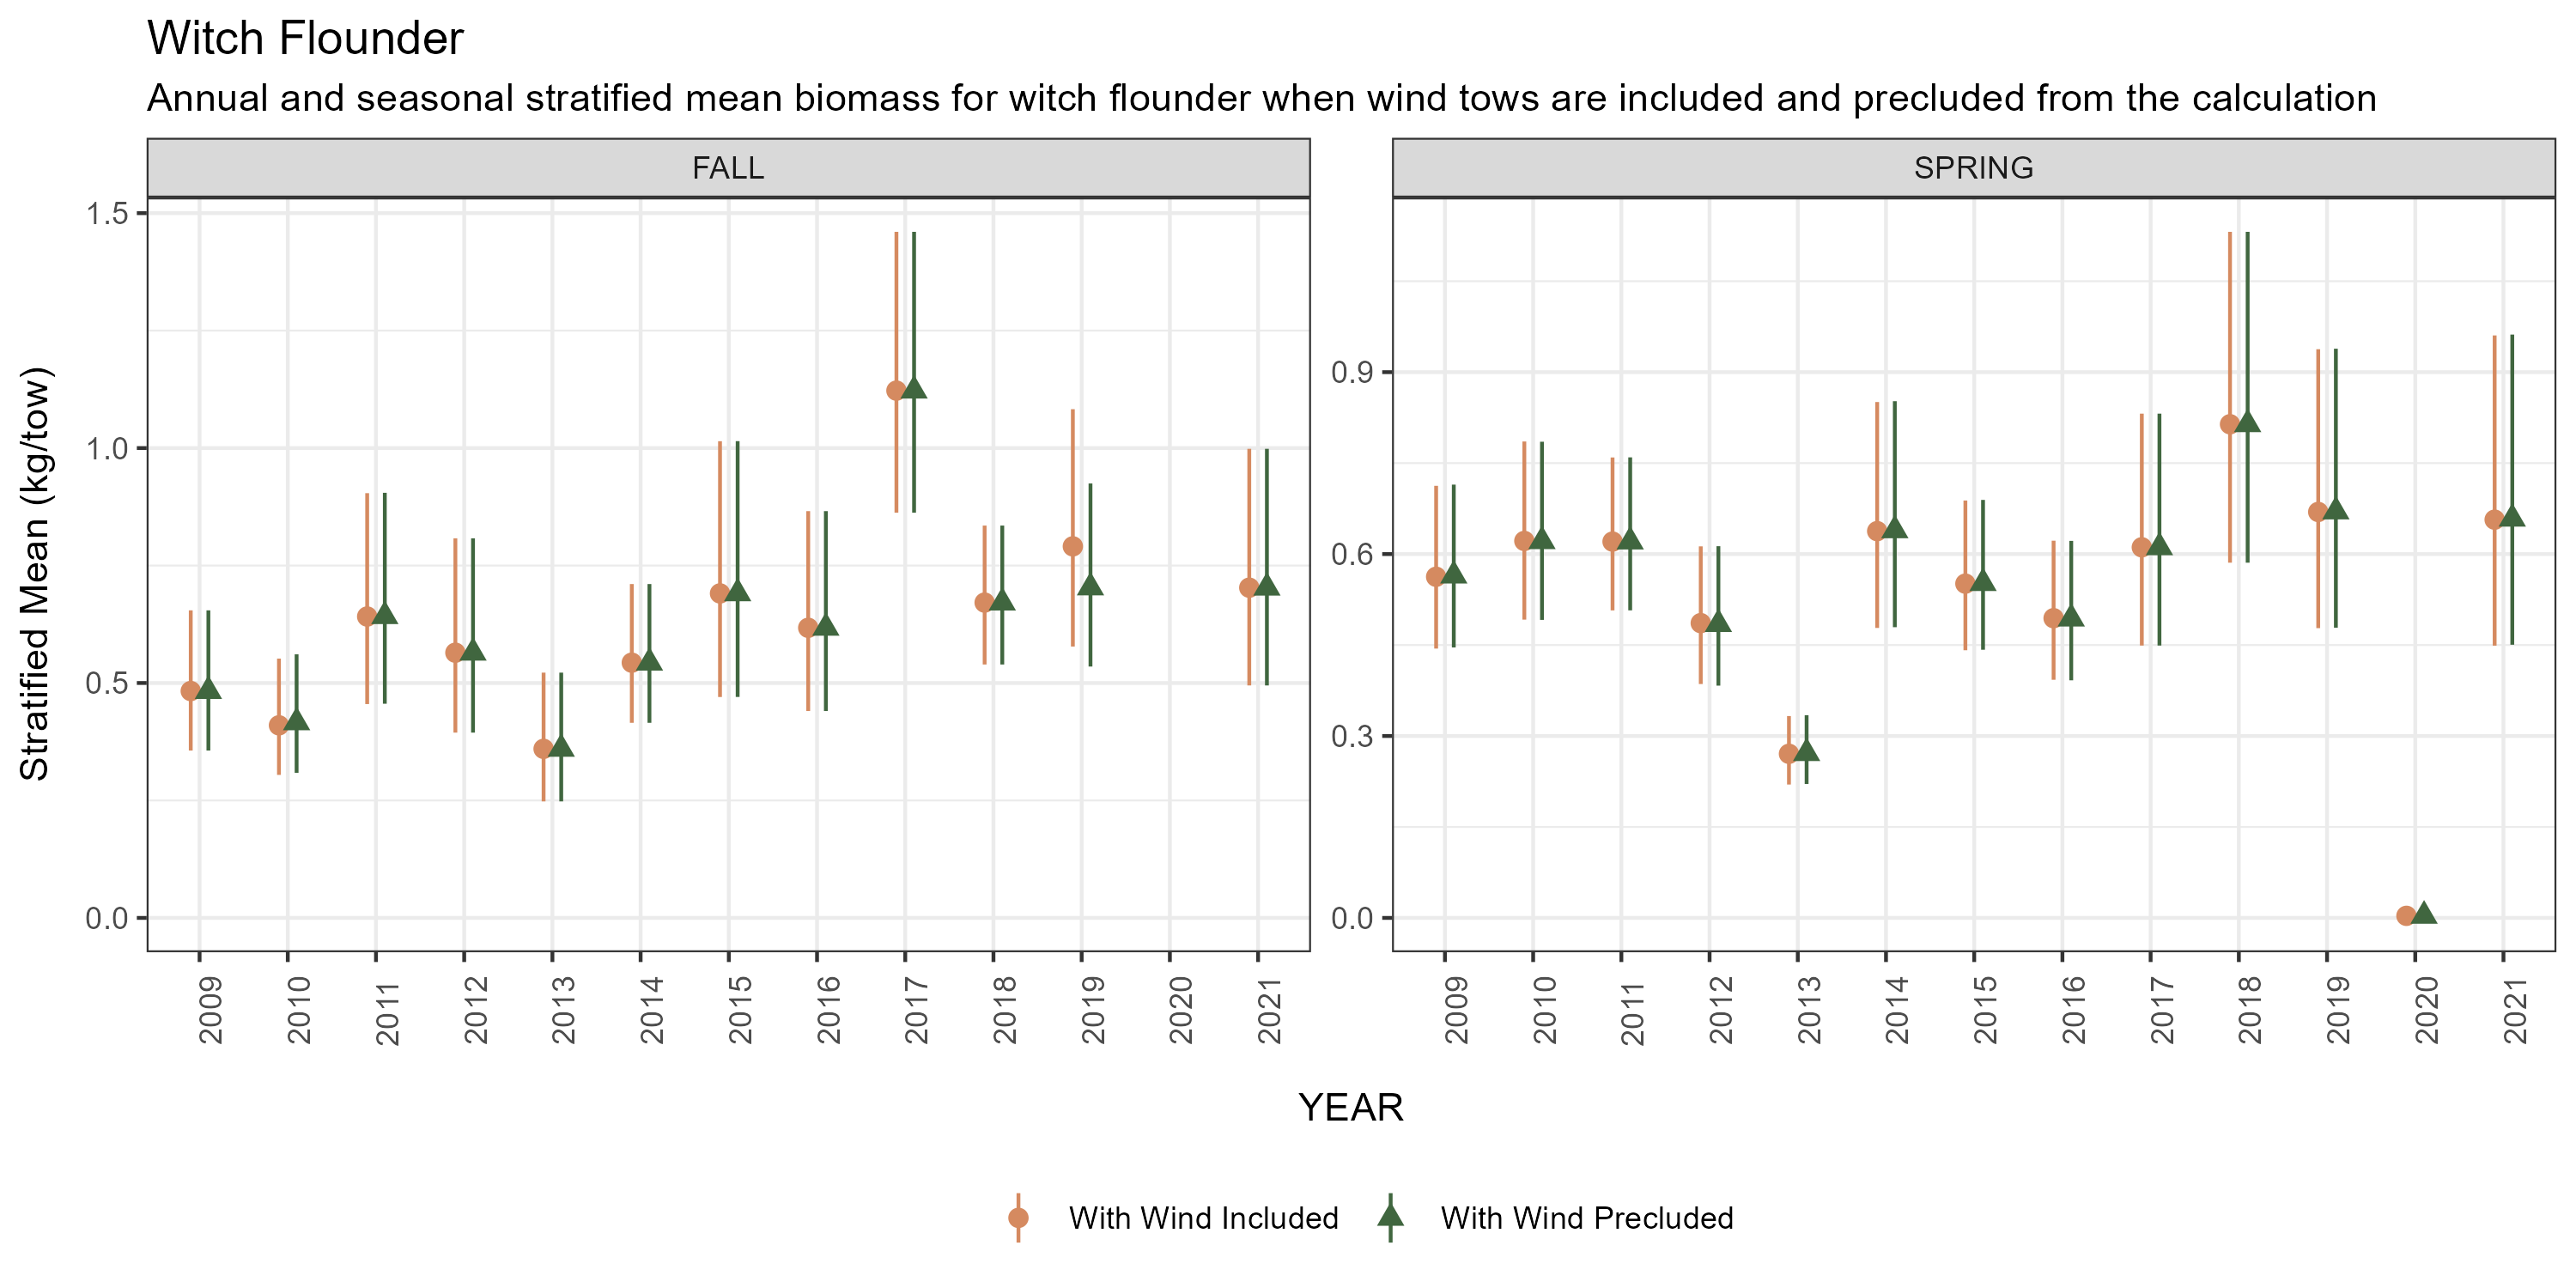 Witch Flounder
Annual and seasonal stratified mean biomass for witch flounder when wind tows are included and precluded from the calculation
FALL
SPRING
Stratified Mean (kg/tow)
1.5
1.0
0.5
0.0
0.9
0.6
0.3
0.0
2009 2010 2011 2012 2013 2014 2015 2016 2017 2018 2019 2020 2021
2009 2010 2011 2012 2013 2014 2015 2016 2017 2018 2019 2020 2021
YEAR
With Wind Included
With Wind Precluded